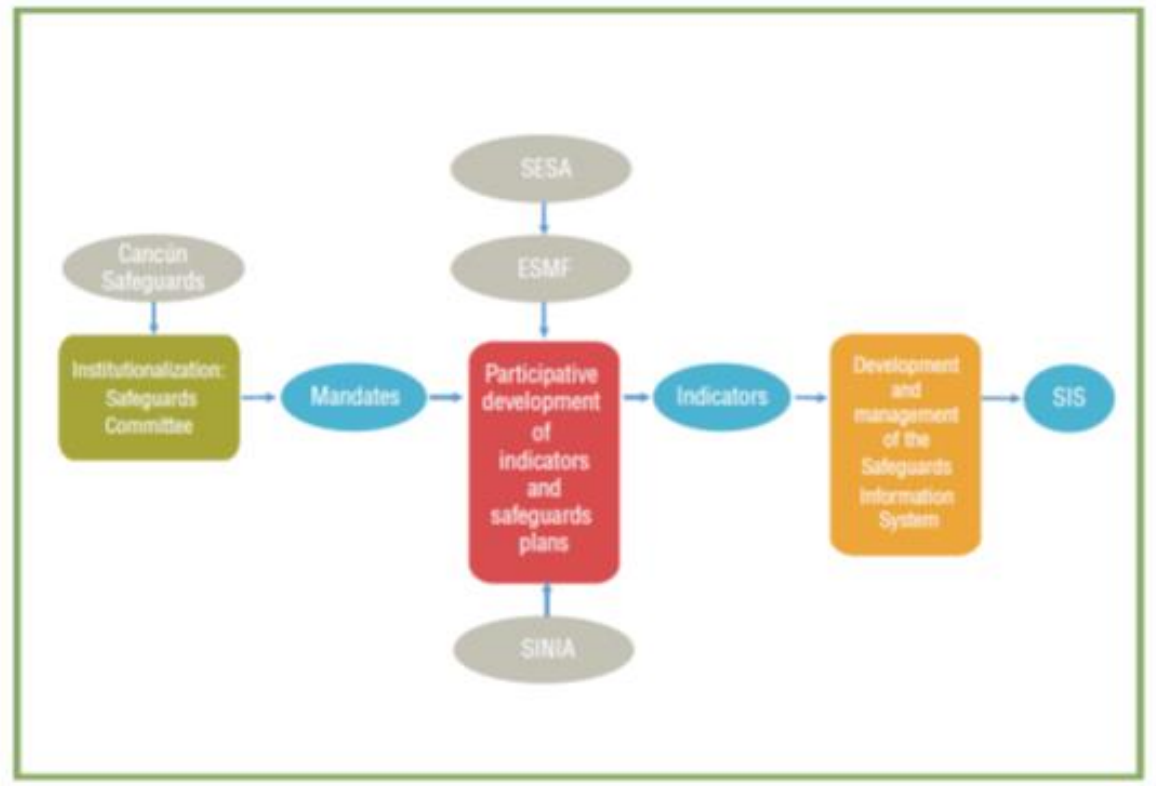 SESA
Cancún
Safeguards
ESMF
Institutionalization:
Safeguards
Committee
Mandates
Participative
development
of
indicators
and
safeguards
plans
Indicators
Development
and
management
of the
Safeguards
Information
System
SIS
SINIA